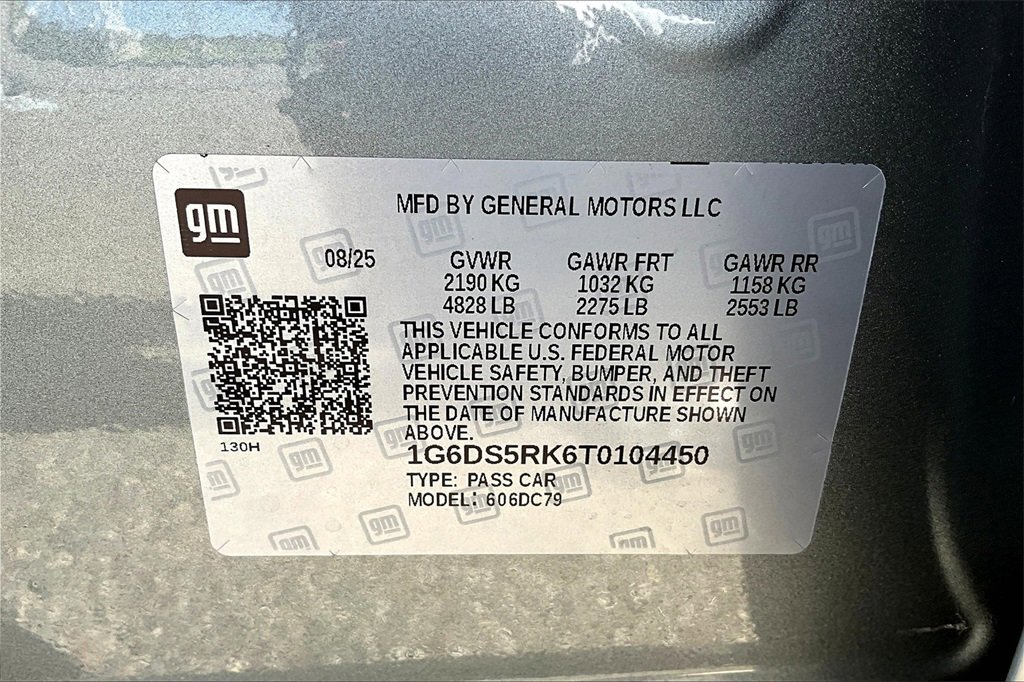 gm
MFD BY GENERAL MOTORS LLC
08/25 GVWR GAWR FRT GAWR RR
2190 KG 1032 KG 1158 KG
4828 LB 2275 LB 2553 LB
THIS VEHICLE CONFORMS TO ALL
APPLICABLE U.S. FEDERAL MOTOR
VEHICLE SAFETY, BUMPER, AND THEFT
PREVENTION STANDARDS IN EFFECT ON
THE DATE OF MANUFACTURE SHOWN
ABOVE.
130H
1G6DS5RK6T0104450
TYPE: PASS CAR
MODEL: 606DC79